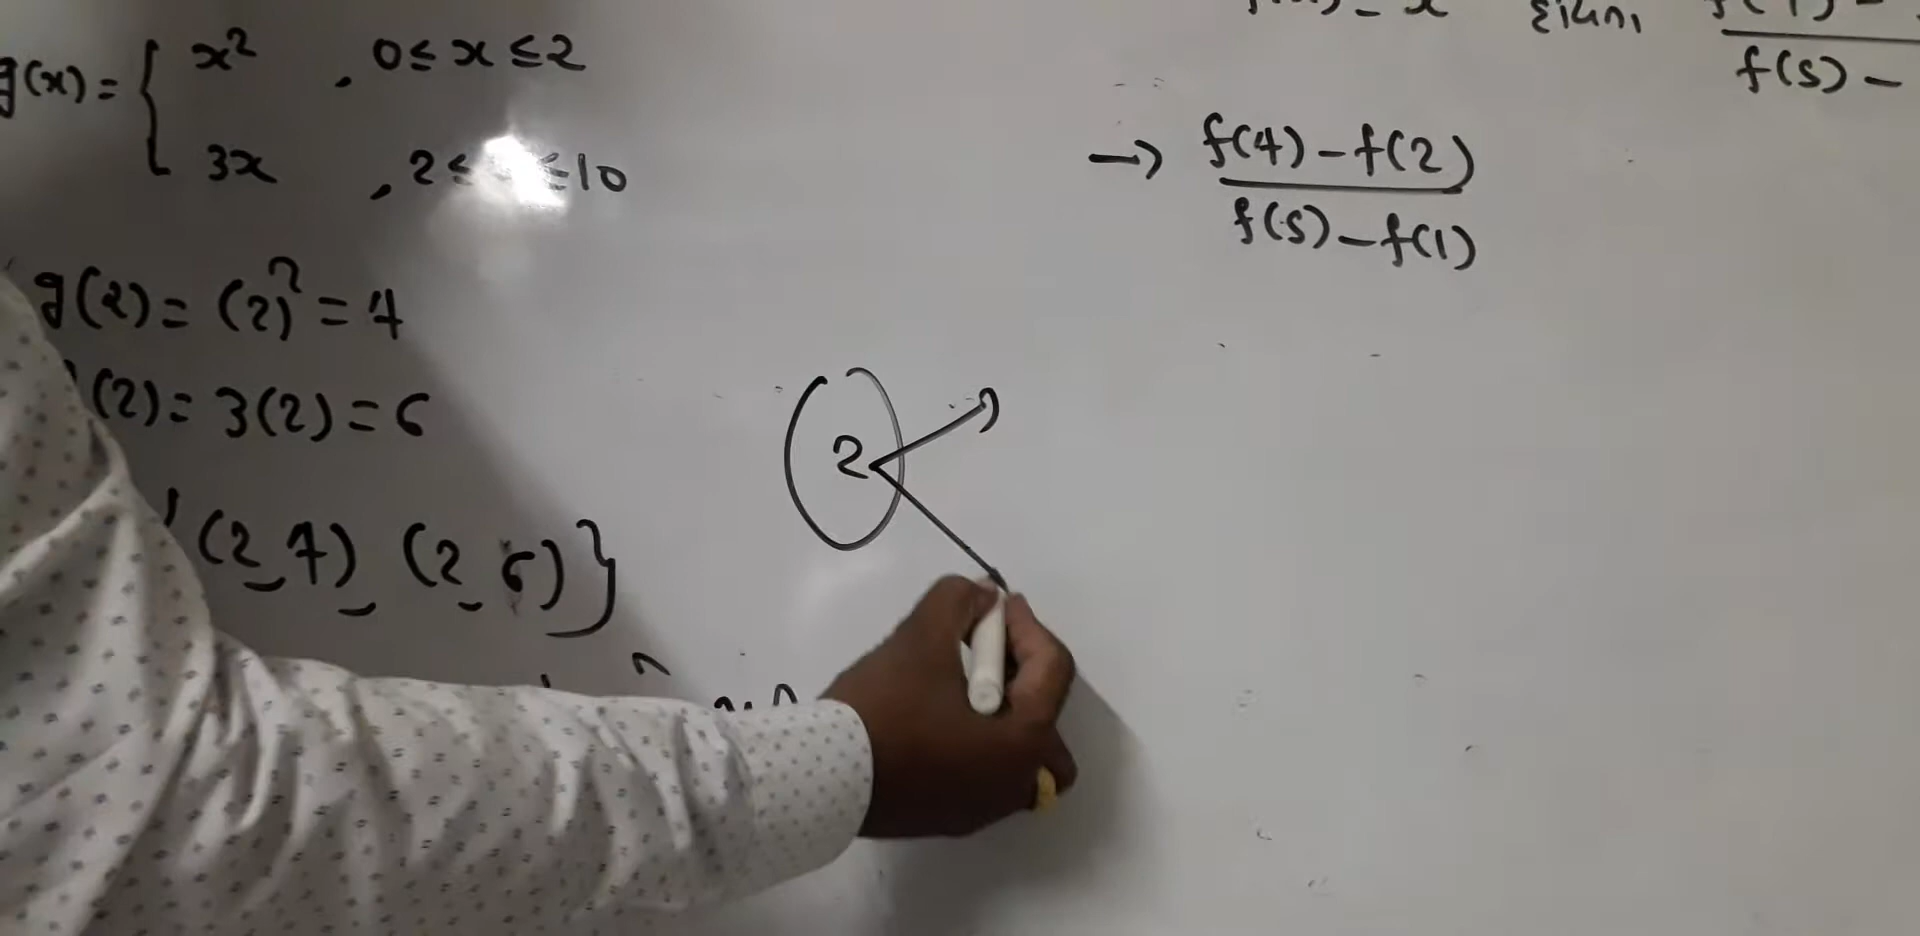 g(x) = { x² , 0 ≤ x ≤ 2
3x , 2 ≤ x ≤ 10
g(2) = (2)² = 4
(2) = 3(2) = 6
(2, 4), (2, 6)}
2
f(5) –
→ f(4) – f(2)
f(5) – f(1)